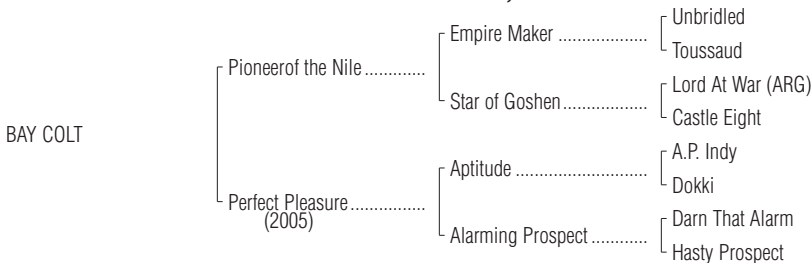 Unbridled
Empire Maker ....................
Toussaud
Pioneerof the Nile .............
Lord At War (ARG)
Star of Goshen...................
Castle Eight
BAY COLT
A.P. Indy
Aptitude ........................
Dokki
Perfect Pleasure ................
(2005)
Darn That Alarm
Alarming Prospect ............
Hasty Prospect